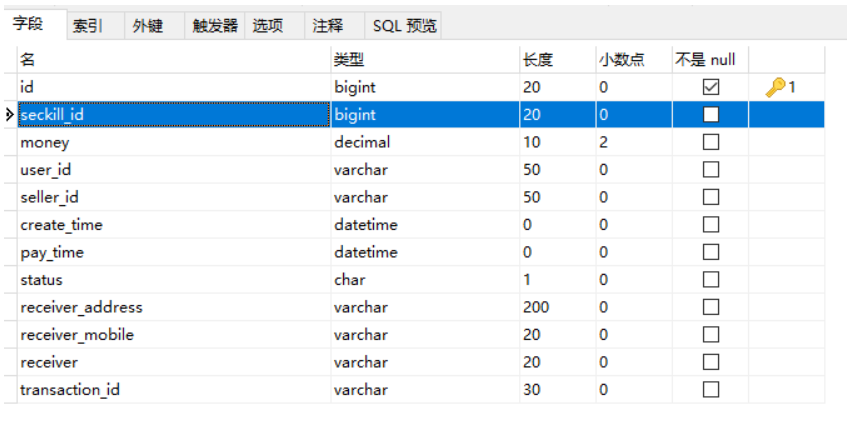 字段 索引 外键 触发器 选项 注释 SQL 预览
名 类型 长度 小数点 不是 null
id bigint 20 0 1
seckill_id bigint 20 0
money decimal 10 2
user_id varchar 50 0
seller_id varchar 50 0
create_time datetime 0 0
pay_time datetime 0 0
status char 1 0
receiver_address varchar 200 0
receiver_mobile varchar 20 0
receiver varchar 20 0
transaction_id varchar 30 0